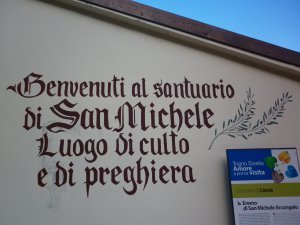 Benvenuti al santuario
di San Michele
Luogo di culto
e di preghiera
Trigno Sinello
Amore
a prima
Visita
Comune di Liscia
Eremo
di San Michele Arcangelo